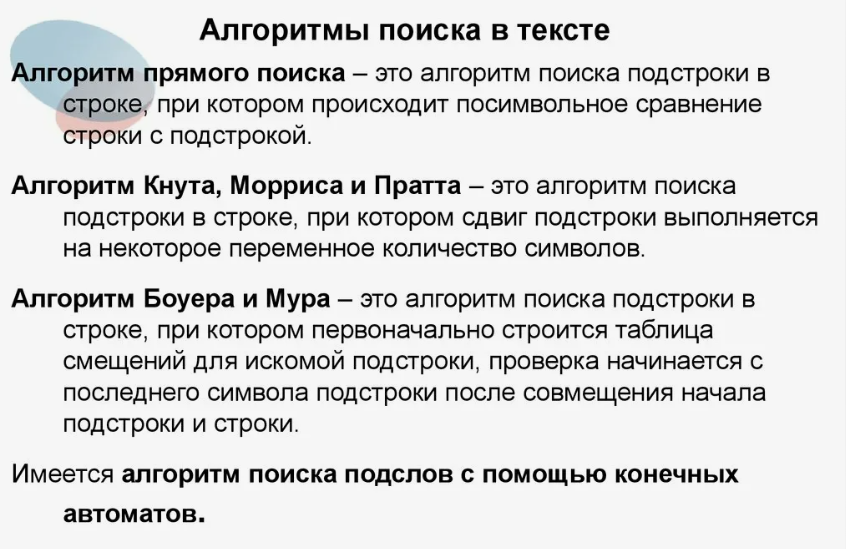 Алгоритмы поиска в тексте
Алгоритм прямого поиска – это алгоритм поиска подстроки в
строке, при котором происходит посимвольное сравнение
строки с подстрокой.
Алгоритм Кнута, Морриса и Пратта – это алгоритм поиска
подстроки в строке, при котором сдвиг подстроки выполняется
на некоторое переменное количество символов.
Алгоритм Боуера и Мура – это алгоритм поиска подстроки в
строке, при котором первоначально строится таблица
смещений для искомой подстроки, проверка начинается с
последнего символа подстроки после совмещения начала
подстроки и строки.
Имеется алгоритм поиска подслов с помощью конечных
автоматов.